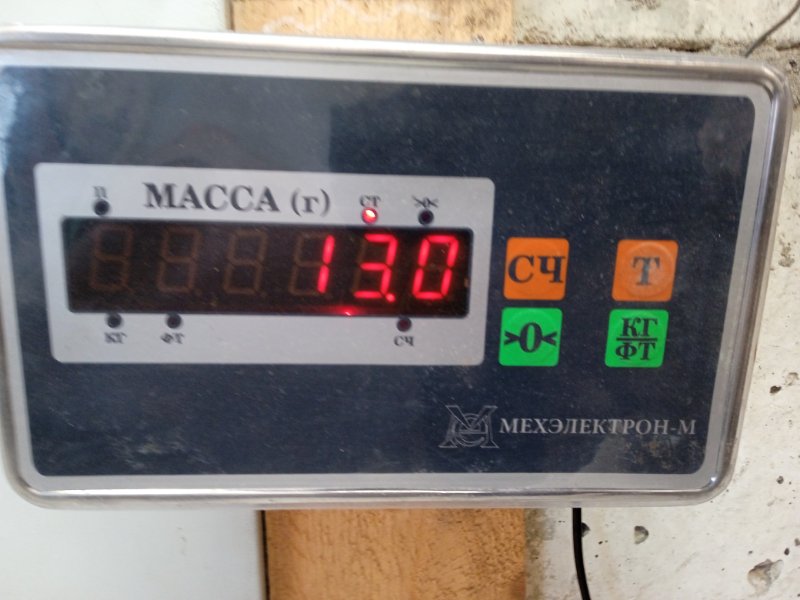 П МАССА (г) СТ >0<
13.0
КГ ФТ СЧ
СЧ Т
>0< КГ
ФТ
МЕХЭЛЕКТРОН-М